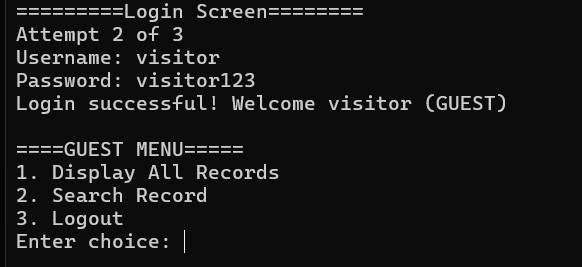 =========Login Screen========
Attempt 2 of 3
Username: visitor
Password: visitor123
Login successful! Welcome visitor (GUEST)
====GUEST MENU=====
1. Display All Records
2. Search Record
3. Logout
Enter choice: